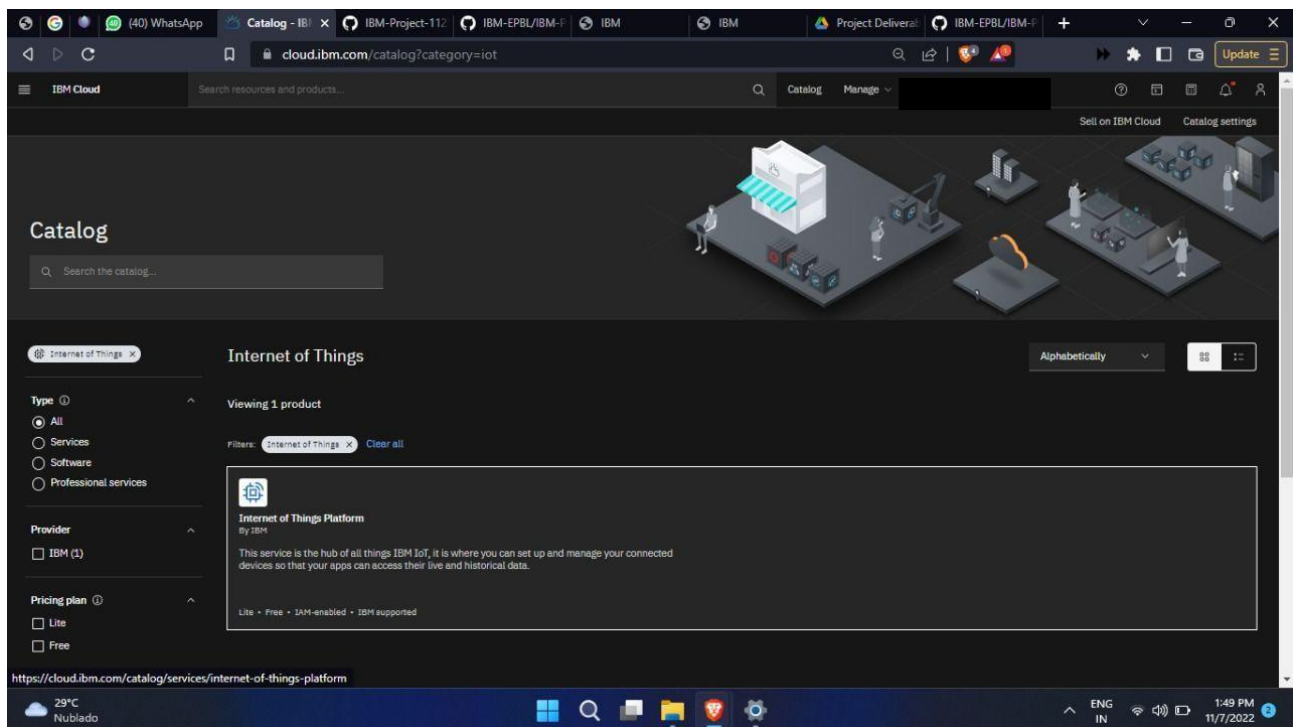 (40) WhatsApp
Catalog - IBM
IBM-Project-112
IBM-EPBL/IBM-P
IBM
IBM
Project Deliverab
IBM-EPBL/IBM-P
cloud.ibm.com/catalog?category=iot
Update
IBM Cloud
Search resources and products...
Catalog
Manage
Sell on IBM Cloud
Catalog settings
Catalog
Search the catalog...
Internet of Things
Internet of Things
Alphabetically
Type
All
Services
Software
Professional services
Viewing 1 product
Filters: Internet of Things Clear all
Internet of Things Platform
By IBM
This service is the hub of all things IBM IoT, it is where you can set up and manage your connected
devices so that your apps can access their live and historical data.
Lite • Free • IAM-enabled • IBM supported
Provider
IBM (1)
Pricing plan
Lite
Free
https://cloud.ibm.com/catalog/services/internet-of-things-platform
29°C
Nublado
ENG
IN
1:49 PM
11/7/2022
2